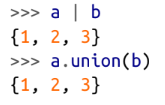 >>> a | b
{1, 2, 3}
>>> a.union(b)
{1, 2, 3}